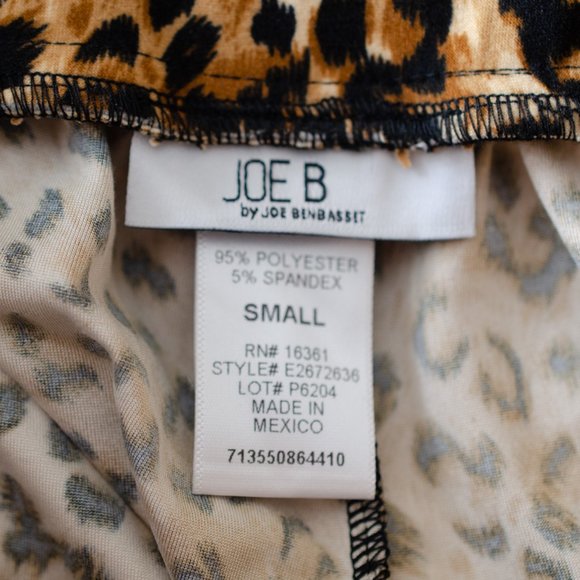 JOE B
by JOE BENBASSET
95% POLYESTER
5% SPANDEX
SMALL
RN# 16361
STYLE# E2672636
LOT# P6204
MADE IN
MEXICO
713550864410